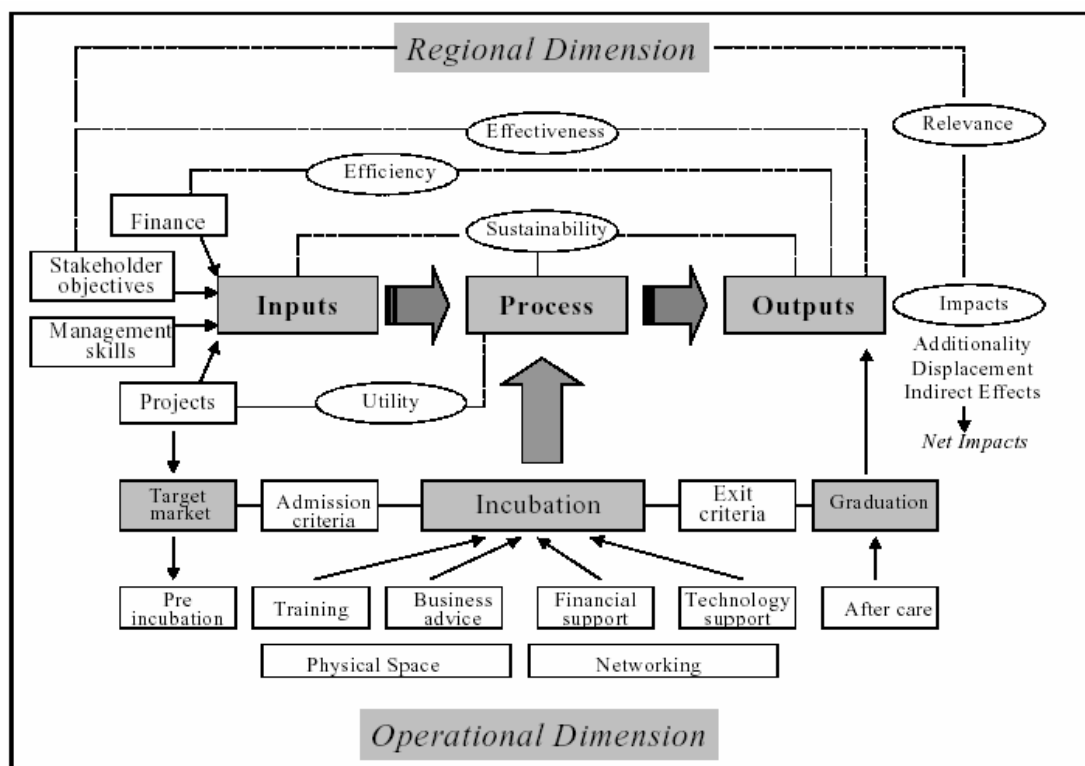 Regional Dimension
Effectiveness
Relevance
Efficiency
Finance
Sustainability
Stakeholder
objectives
Inputs
Process
Outputs
Impacts
Management
skills
Additionality
Displacement
Indirect Effects
Projects
Utility
Net Impacts
Target
market
Admission
criteria
Incubation
Exit
criteria
Graduation
Pre
incubation
Training
Business
advice
Financial
support
Technology
support
After care
Physical Space
Networking
Operational Dimension